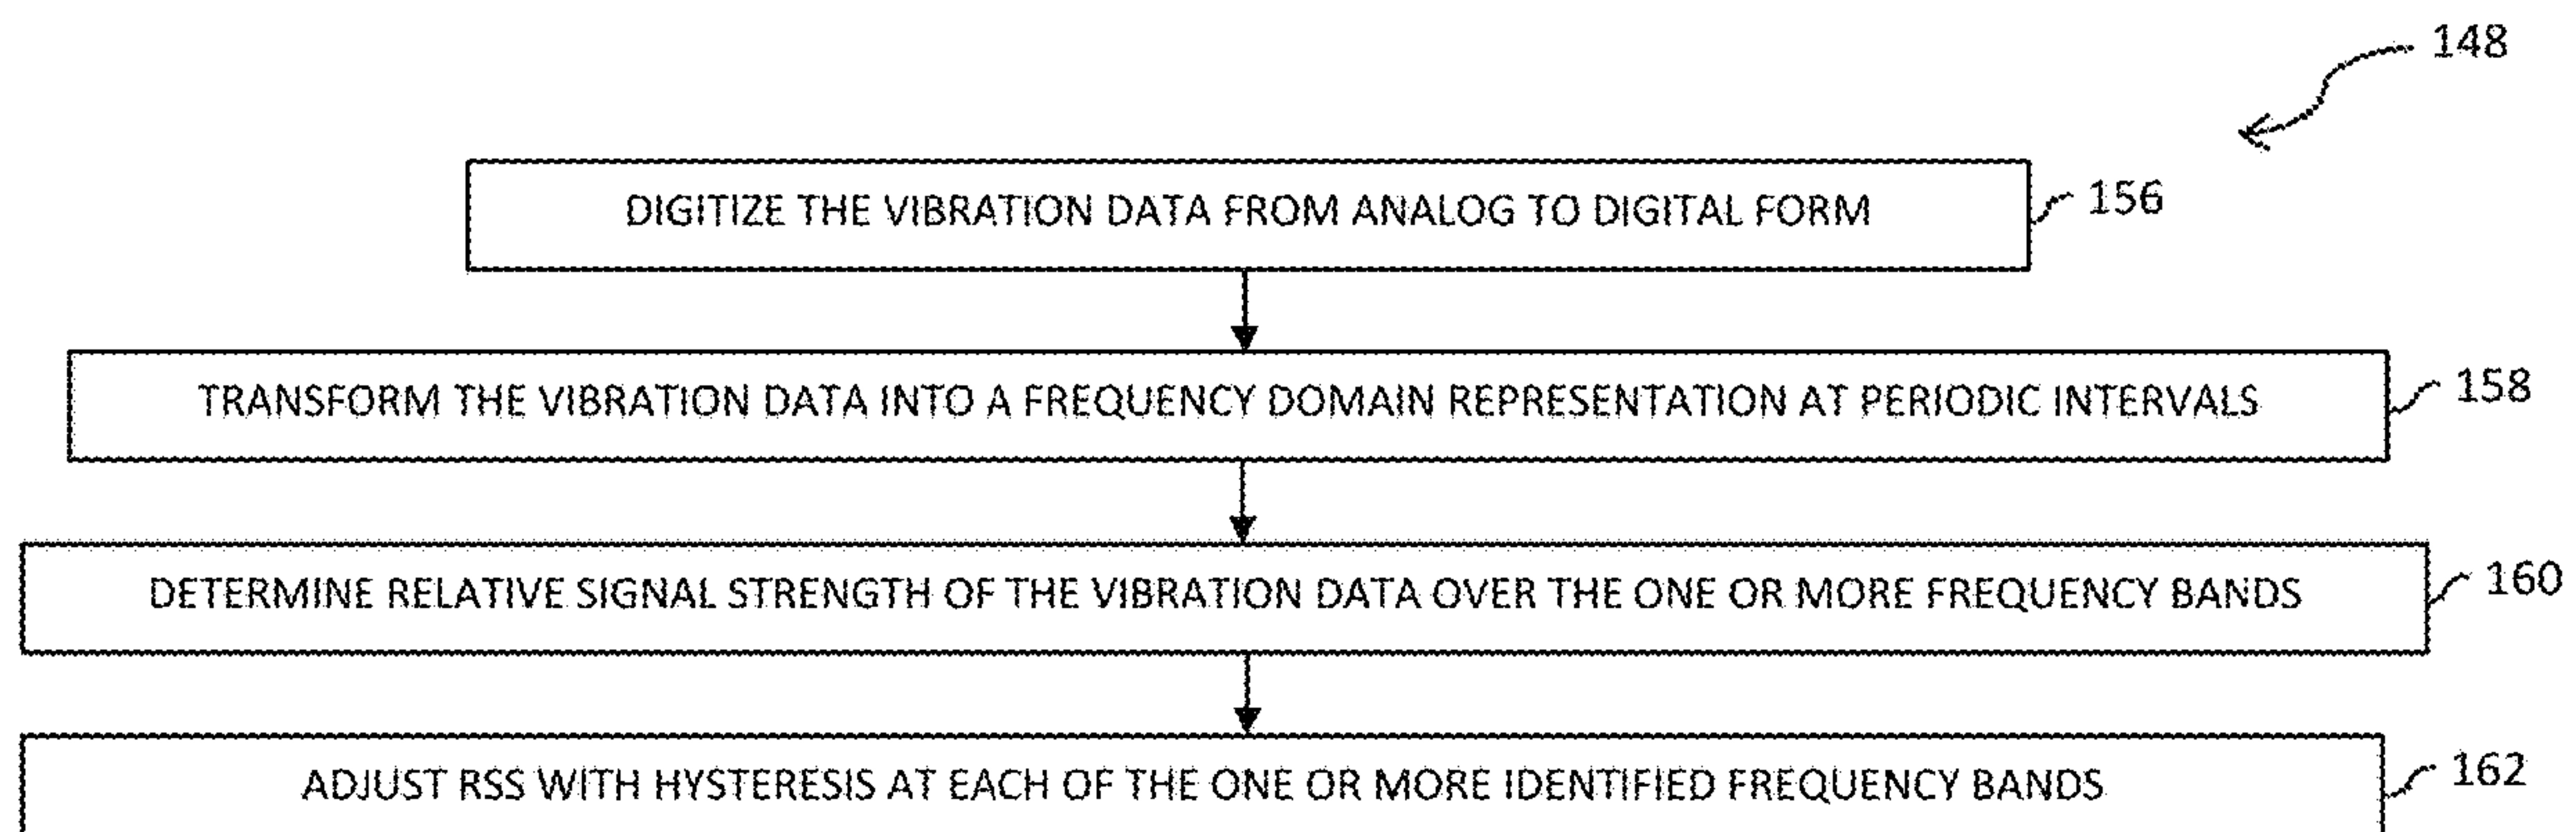 148
DIGITIZE THE VIBRATION DATA FROM ANALOG TO DIGITAL FORM
156
TRANSFORM THE VIBRATION DATA INTO A FREQUENCY DOMAIN REPRESENTATION AT PERIODIC INTERVALS
158
DETERMINE RELATIVE SIGNAL STRENGTH OF THE VIBRATION DATA OVER THE ONE OR MORE FREQUENCY BANDS
160
ADJUST RSS WITH HYSTERESIS AT EACH OF THE ONE OR MORE IDENTIFIED FREQUENCY BANDS
162